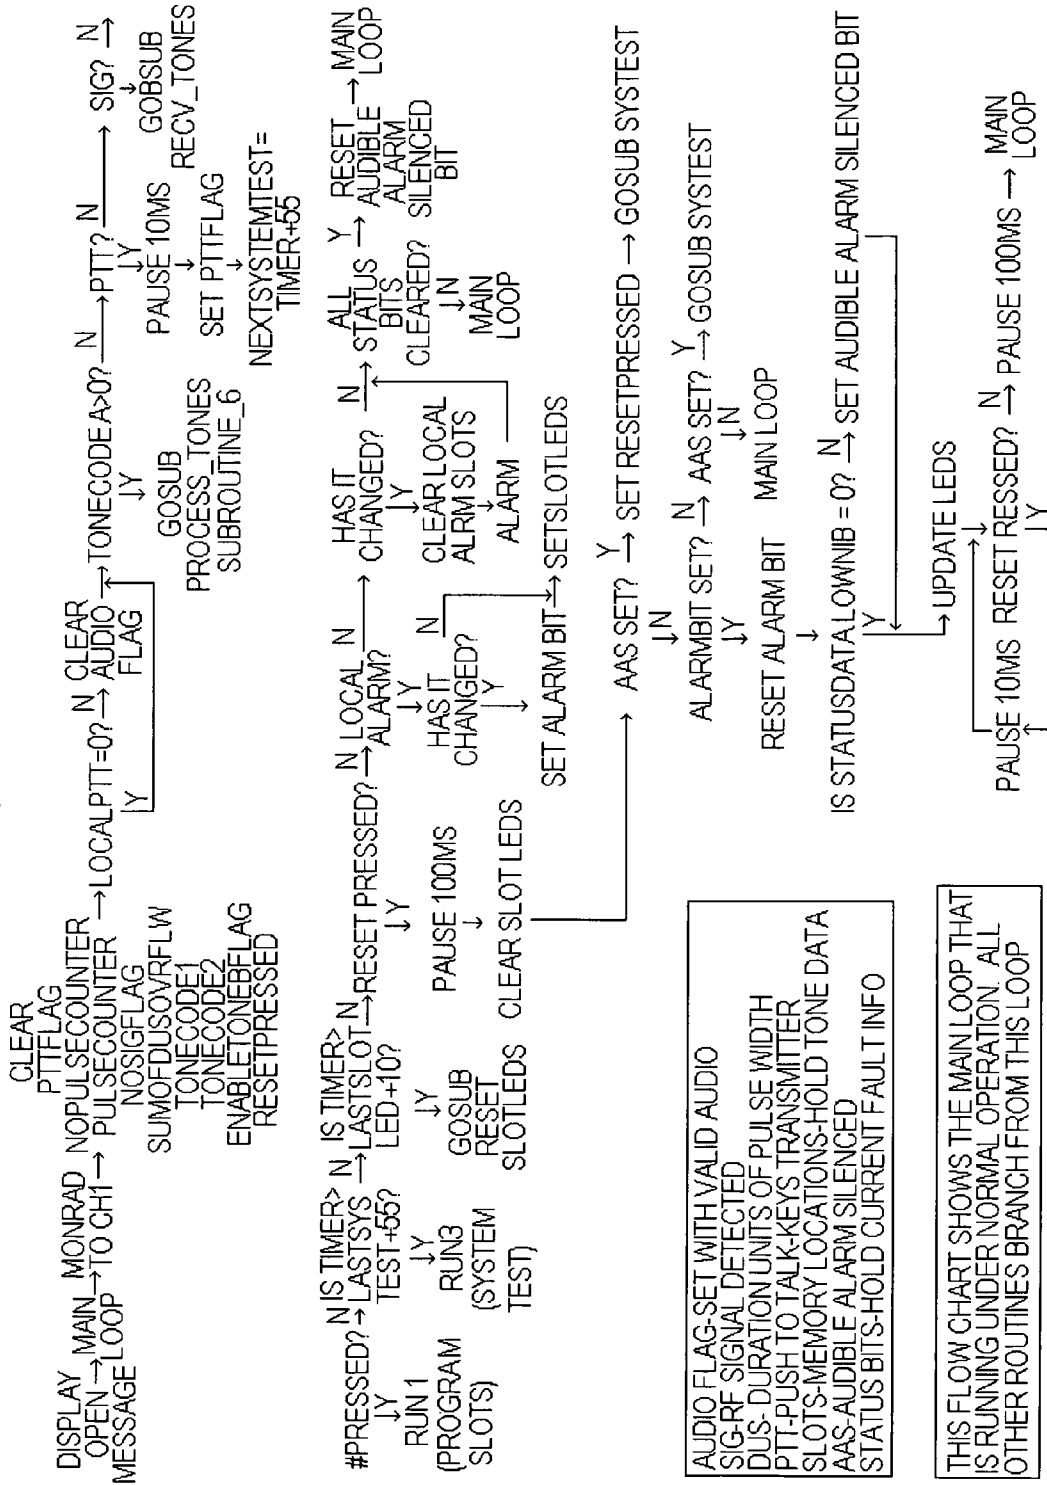 DISPLAY
OPEN
MESSAGE
MAIN
LOOP
MONRAD
TO CH1
CLEAR
PTTFLAG
NOPULSECOUNTER
PULSECOUNTER
NOSIGFLAG
SUMOFDUSOVRFLW
TONECODE1
TONECODE2
ENABLETONEBFLAG
RESETPRESSED
LOCALPTT=0?
Y
N
CLEAR
AUDIO
FLAG
TONECODE A>0?
N
Y
GOSUB
PROCESS_TONES
SUBROUTINE_6
PTT?
N
Y
PAUSE 10MS
SET PTTFLAG
NEXTSYSTEMTEST=
TIMER+55
SIG?
N
GOBSUB
RECV_TONES
#PRESSED?
N
Y
RUN 1
(PROGRAM
SLOTS)
IS TIMER>
LASTSYS
TEST+55?
N
Y
RUN3
(SYSTEM
TEST)
IS TIMER>
LASTSLOT
LED+10?
N
Y
GOSUB
RESET
SLOTLEDS
RESET PRESSED?
N
Y
PAUSE 100MS
CLEAR SLOT LEDS
LOCAL
ALARM?
N
Y
HAS IT
CHANGED?
N
Y
SET ALARM BIT
SETSLOTLEDS
HAS IT
CHANGED?
N
Y
CLEAR LOCAL
ALRM SLOTS
ALARM
ALL
STATUS
BITS
CLEARED?
Y
N
MAIN
LOOP
RESET
AUDIBLE
ALARM
SILENCED
BIT
MAIN
LOOP
AAS SET?
Y
SET RESETPRESSED
GOSUB SYSTEST
N
ALARMBIT SET?
N
AAS SET?
Y
GOSUB SYSTEST
Y
N
RESET ALARM BIT
MAIN LOOP
IS STATUSDATA LOWNIB = 0?
N
SET AUDIBLE ALARM SILENCED BIT
Y
UPDATE LEDS
PAUSE 10MS
RESET RESSED?
N
PAUSE 100MS
MAIN
LOOP
Y
AUDIO FLAG-SET WITH VALID AUDIO
SIG-RF SIGNAL DETECTED
DUS- DURATION UNITS OF PULSE WIDTH
PTT-PUSH TO TALK-KEYS TRANSMITTER
SLOTS-MEMORY LOCATIONS-HOLD TONE DATA
AAS-AUDIBLE ALARM SILENCED
STATUS BITS-HOLD CURRENT FAULT INFO
THIS FLOW CHART SHOWS THE MAIN LOOP THAT
IS RUNNING UNDER NORMAL OPERATION. ALL
OTHER ROUTINES BRANCH FROM THIS LOOP